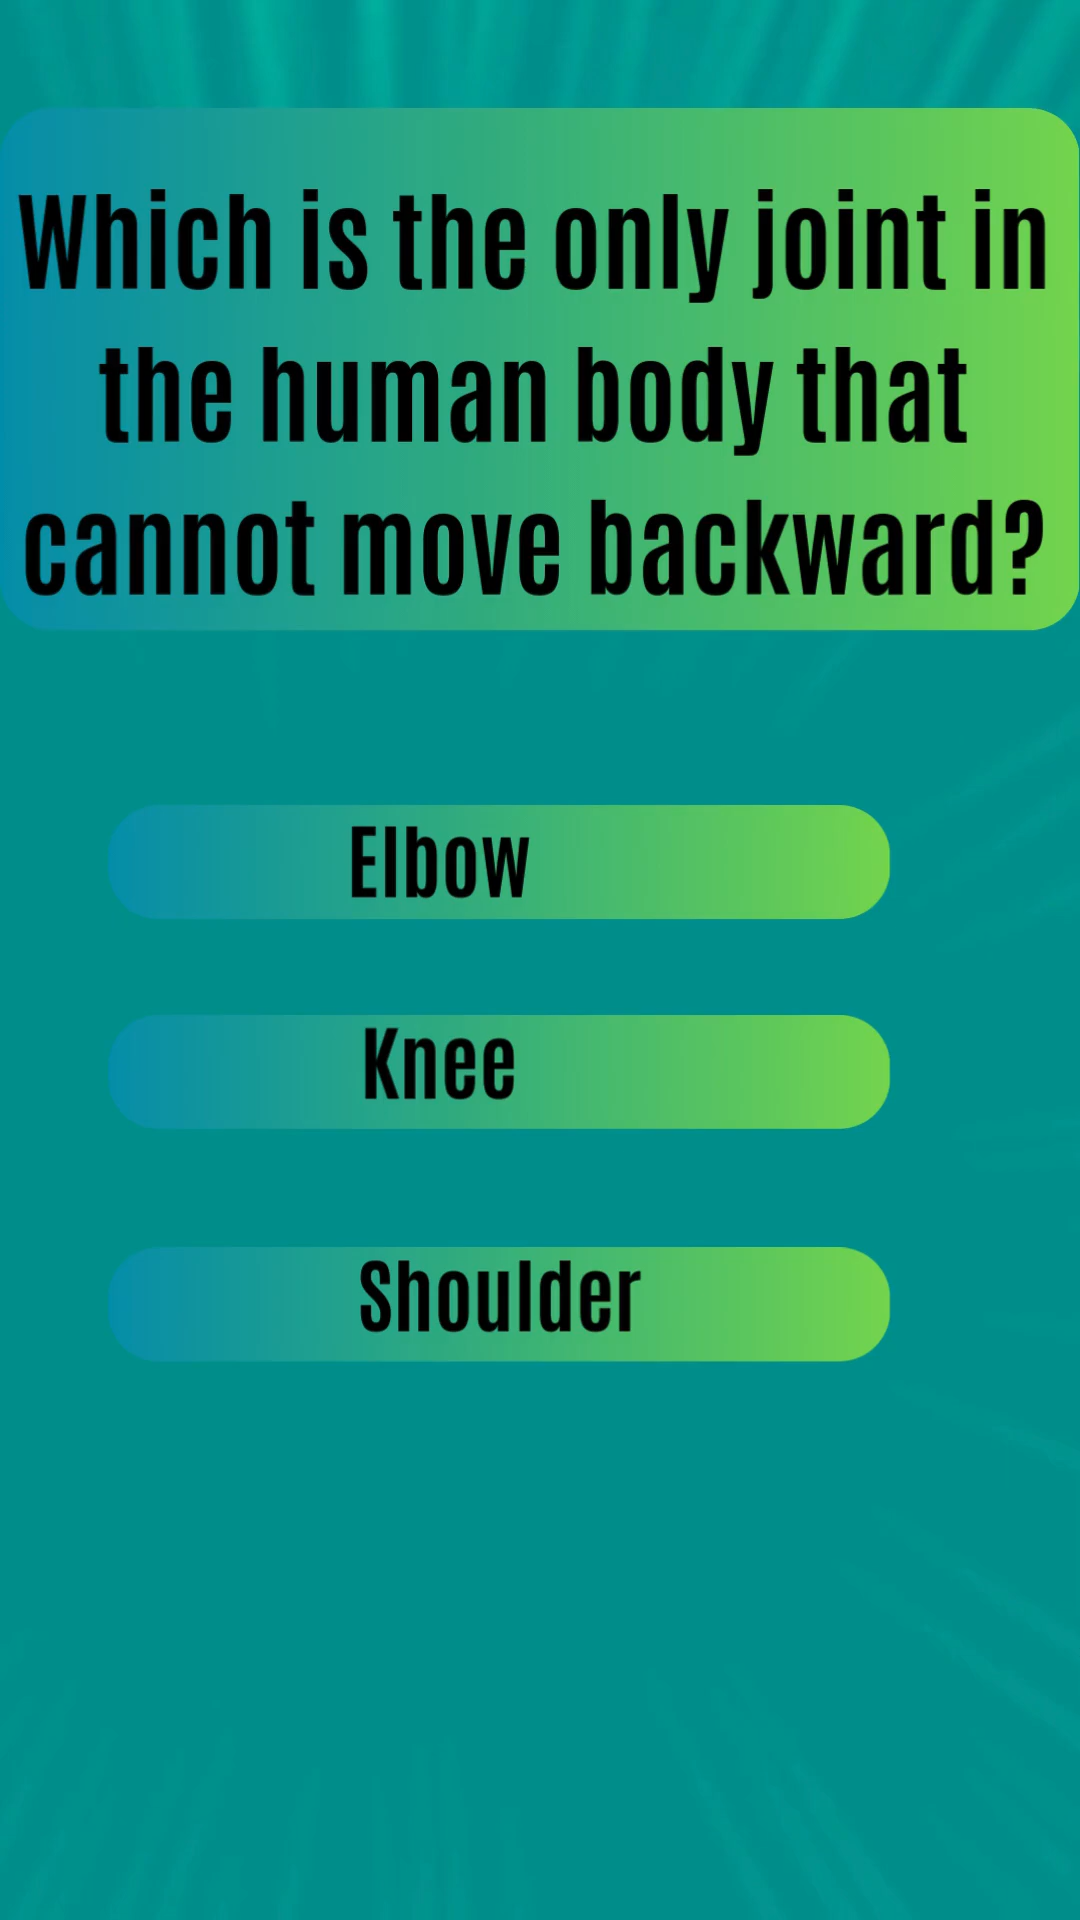 Which is the only joint in
the human body that
cannot move backward?
Elbow
Knee
Shoulder